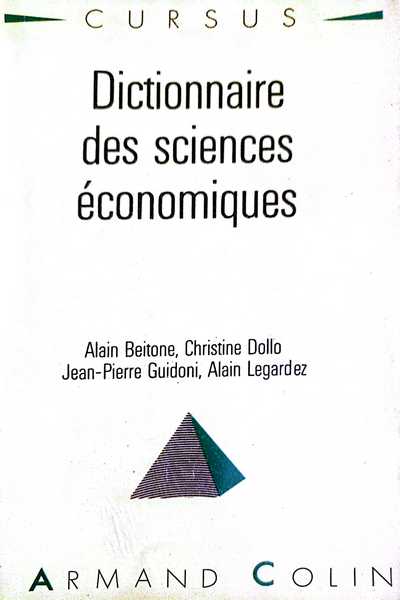 CURSUS
Dictionnaire
des sciences
économiques
Alain Beitone, Christine Dollo
Jean-Pierre Guidoni, Alain Legardez
ARMAND COLIN